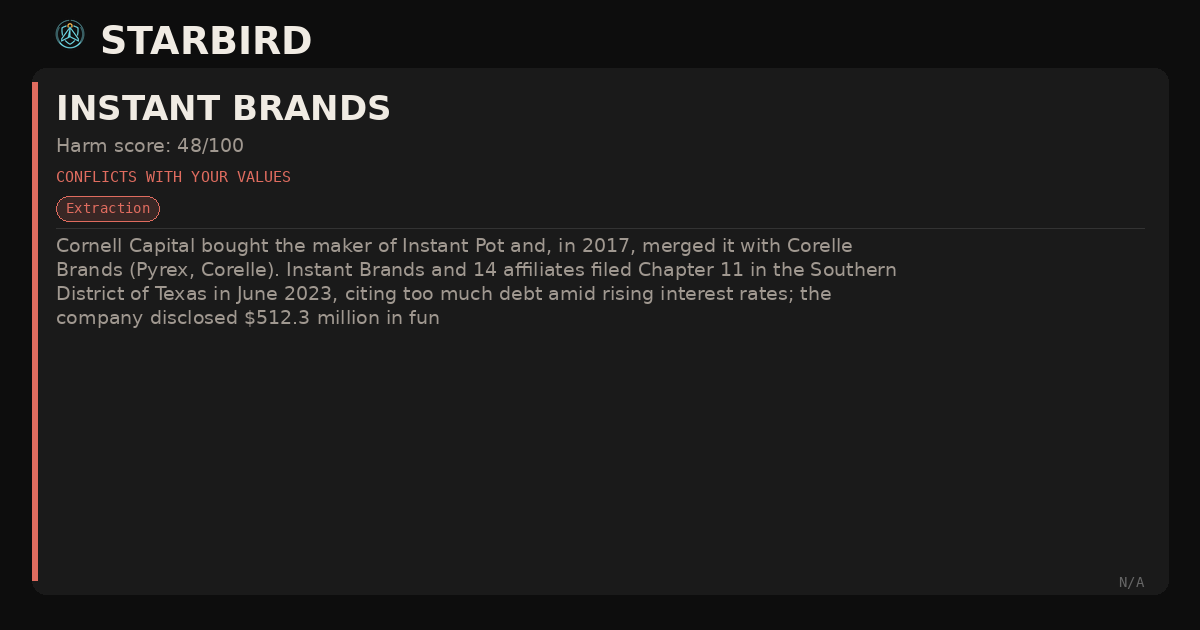 STARBIRD
INSTANT BRANDS
Harm score: 48/100
CONFLICTS WITH YOUR VALUES
Extraction
Cornell Capital bought the maker of Instant Pot and, in 2017, merged it with Corelle
Brands (Pyrex, Corelle). Instant Brands and 14 affiliates filed Chapter 11 in the Southern
District of Texas in June 2023, citing too much debt amid rising interest rates; the
company disclosed $512.3 million in fun
N/A